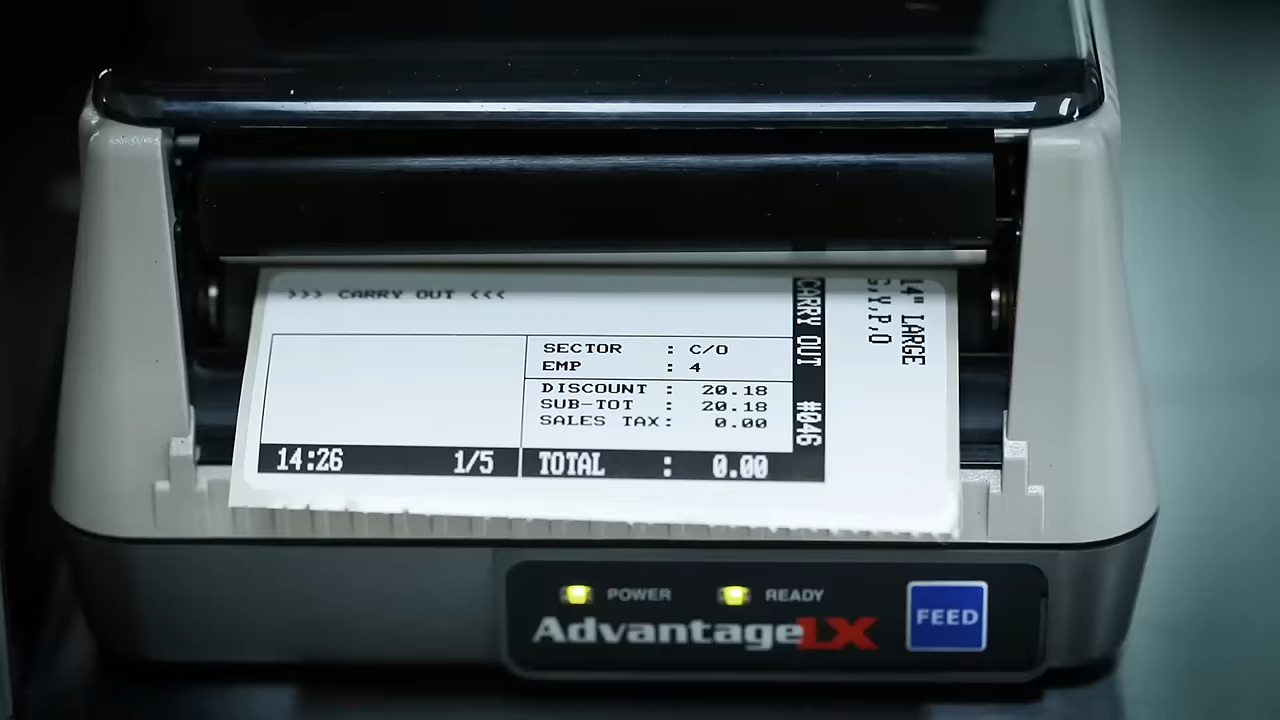 >>> CARRY OUT <<<
SECTOR : C/O
EMP : 4
DISCOUNT : 20.18
SUB-TOT : 20.18
SALES TAX: 0.00
14:26 1/5 TOTAL : 0.00
CARRY OUT #046
14" LARGE
Y,P,O
POWER READY
AdvantageLX
FEED